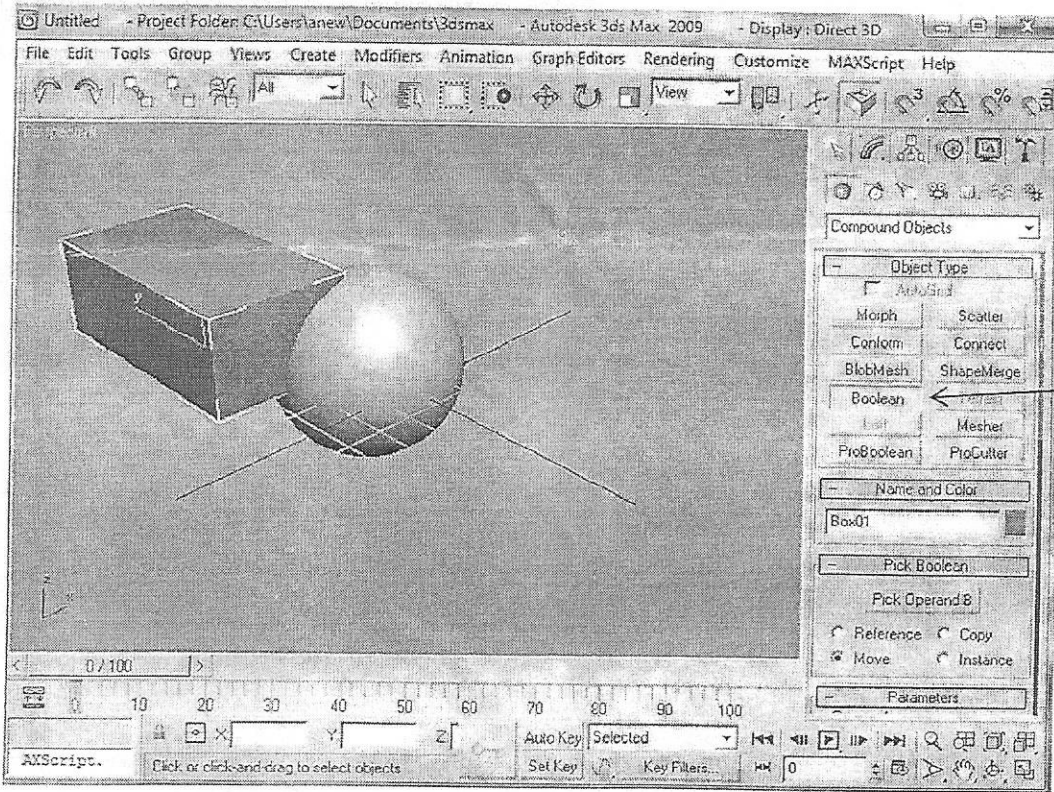 Untitled - Project Folder: C:\Users\anew\Documents\3dsmax - Autodesk 3ds Max 2009 - Display : Direct 3D
File Edit Tools Group Views Create Modifiers Animation Graph Editors Rendering Customize MAXScript Help
All View 3 %
Compound Objects
- Object Type
AutoGrid
Morph Scatter
Conform Connect
BlobMesh ShapeMerge
Boolean
Mesher
ProBoolean ProCutter
- Name and Color
Box01
- Pick Boolean
Pick Operand B
Reference Copy
Move Instance
- Parameters
y
z
x
< 0 / 100 >
0 10 20 30 40 50 60 70 80 90 100
X Y Z Auto Key Selected
AXScript. Click or click-and-drag to select objects Set Key Key Filters... 0